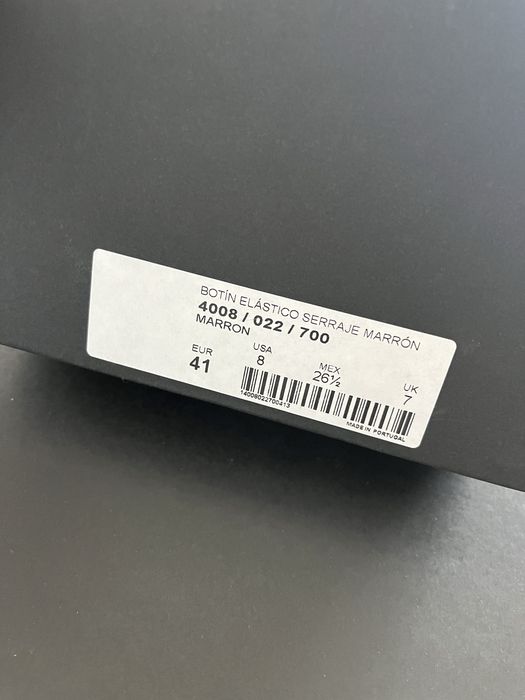 BOTÍN ELÁSTICO SERRAJE MARRÓN
4008 / 022 / 700
MARRON
EUR
41
USA
8
MEX
26½
UK
7
14008022700413
MADE IN PORTUGAL